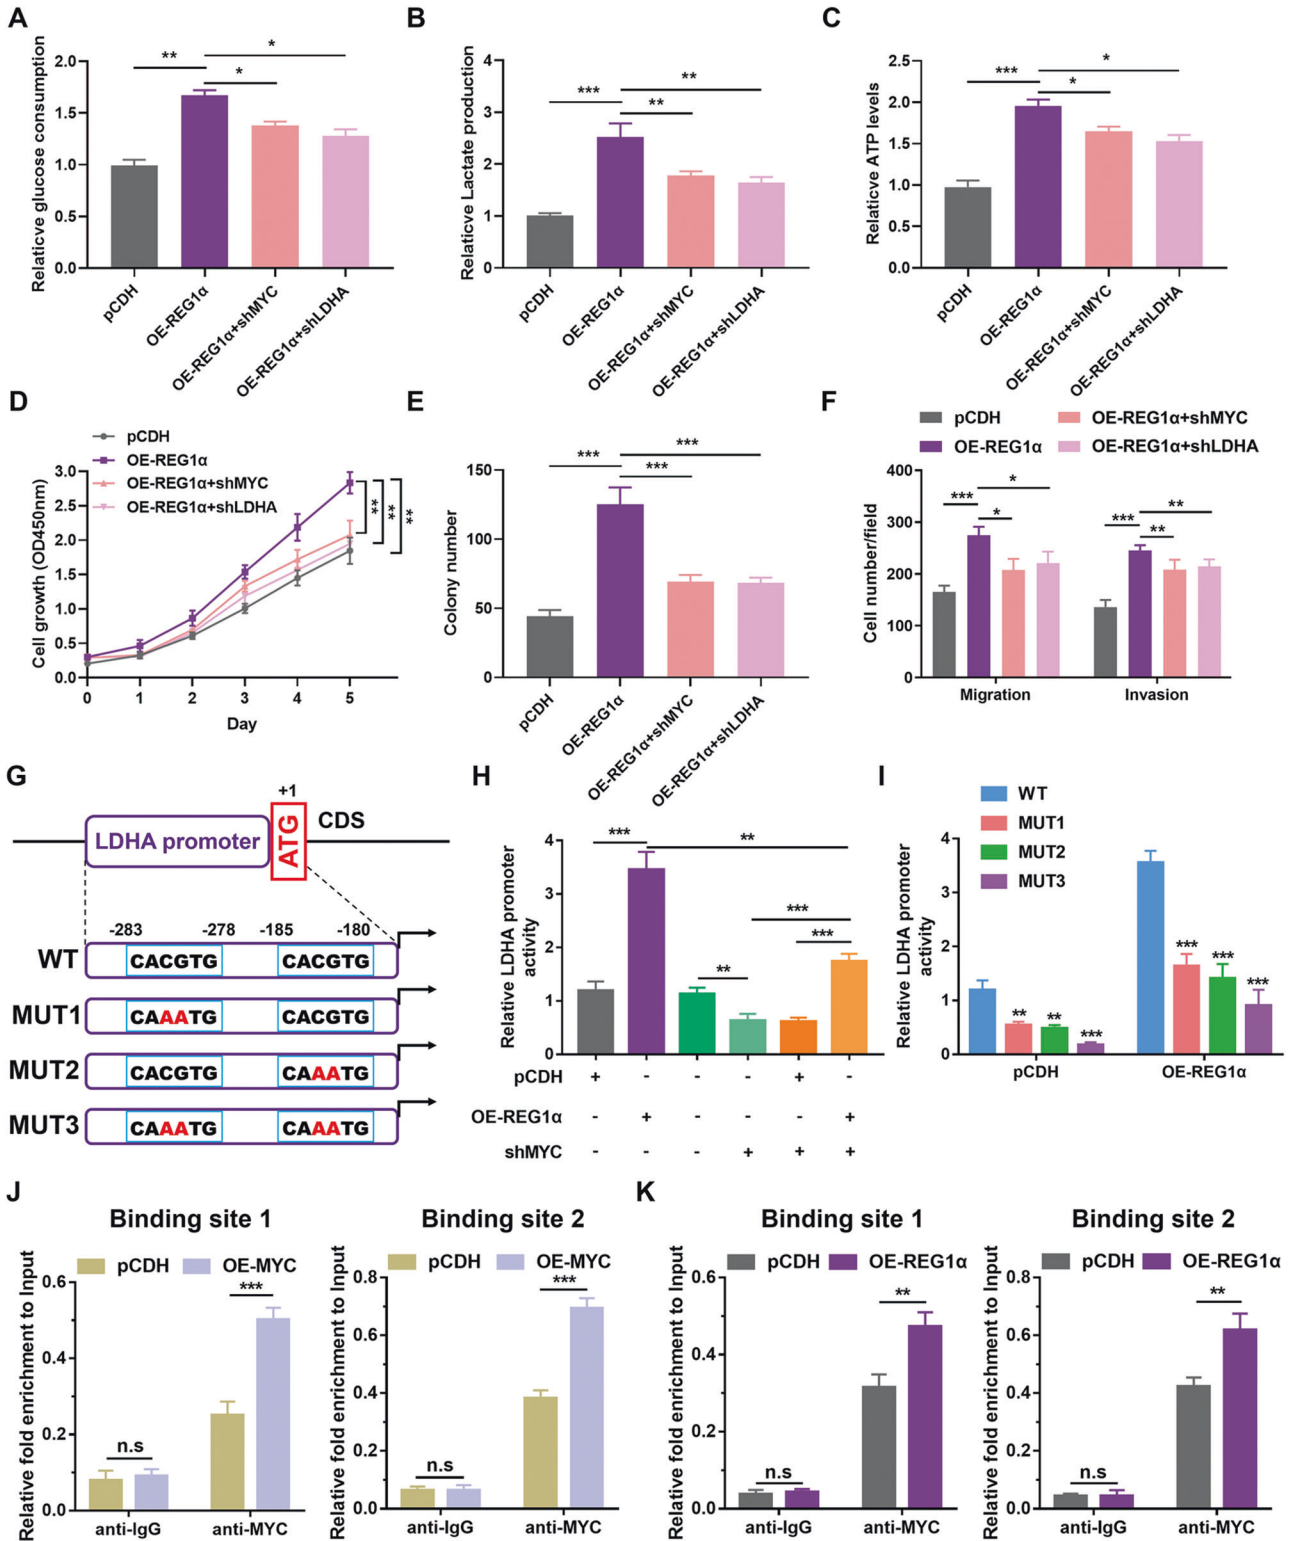 A
Relaticve glucose consumption
2.0
1.5
1.0
0.5
0.0
**
*
*
pCDH
OE-REG1α
OE-REG1α+shMYC
OE-REG1α+shLDHA
B
Relaticve Lactate production
4
3
2
1
0
***
**
**
pCDH
OE-REG1α
OE-REG1α+shMYC
OE-REG1α+shLDHA
C
Relaticve ATP levels
2.5
2.0
1.5
1.0
0.5
0.0
***
*
*
pCDH
OE-REG1α
OE-REG1α+shMYC
OE-REG1α+shLDHA
D
pCDH
OE-REG1α
OE-REG1α+shMYC
OE-REG1α+shLDHA
Cell growth (OD450nm)
3.0
2.5
2.0
1.5
1.0
0.5
0.0
**
**
**
0 1 2 3 4 5
Day
E
Colony number
150
100
50
0
***
***
***
pCDH
OE-REG1α
OE-REG1α+shMYC
OE-REG1α+shLDHA
F
pCDH OE-REG1α+shMYC
OE-REG1α OE-REG1α+shLDHA
Cell number/field
400
300
200
100
0
***
*
*
***
**
**
Migration Invasion
G
+1
LDHA promoter ATG CDS
-283 -278 -185 -180
WT CACGTG CACGTG
MUT1 CAAATG CACGTG
MUT2 CACGTG CAAATG
MUT3 CAAATG CAAATG
H
Relative LDHA promoter
activity
4
3
2
1
0
***
**
**
***
***
pCDH + - - - + -
OE-REG1α - + - - - +
shMYC - - - + + +
I
WT
MUT1
MUT2
MUT3
Relative LDHA promoter
activity
4
3
2
1
0
** ** ***
*** *** ***
pCDH OE-REG1α
J
Binding site 1
pCDH OE-MYC
Relative fold enrichment to Input
0.6
0.4
0.2
0.0
n.s
***
anti-IgG anti-MYC
Binding site 2
pCDH OE-MYC
Relative fold enrichment to Input
0.8
0.6
0.4
0.2
0.0
n.s
***
anti-IgG anti-MYC
K
Binding site 1
pCDH OE-REG1α
Relative fold enrichment to Input
0.6
0.4
0.2
0.0
n.s
**
anti-IgG anti-MYC
Binding site 2
pCDH OE-REG1α
Relative fold enrichment to Input
0.8
0.6
0.4
0.2
0.0
n.s
**
anti-IgG anti-MYC